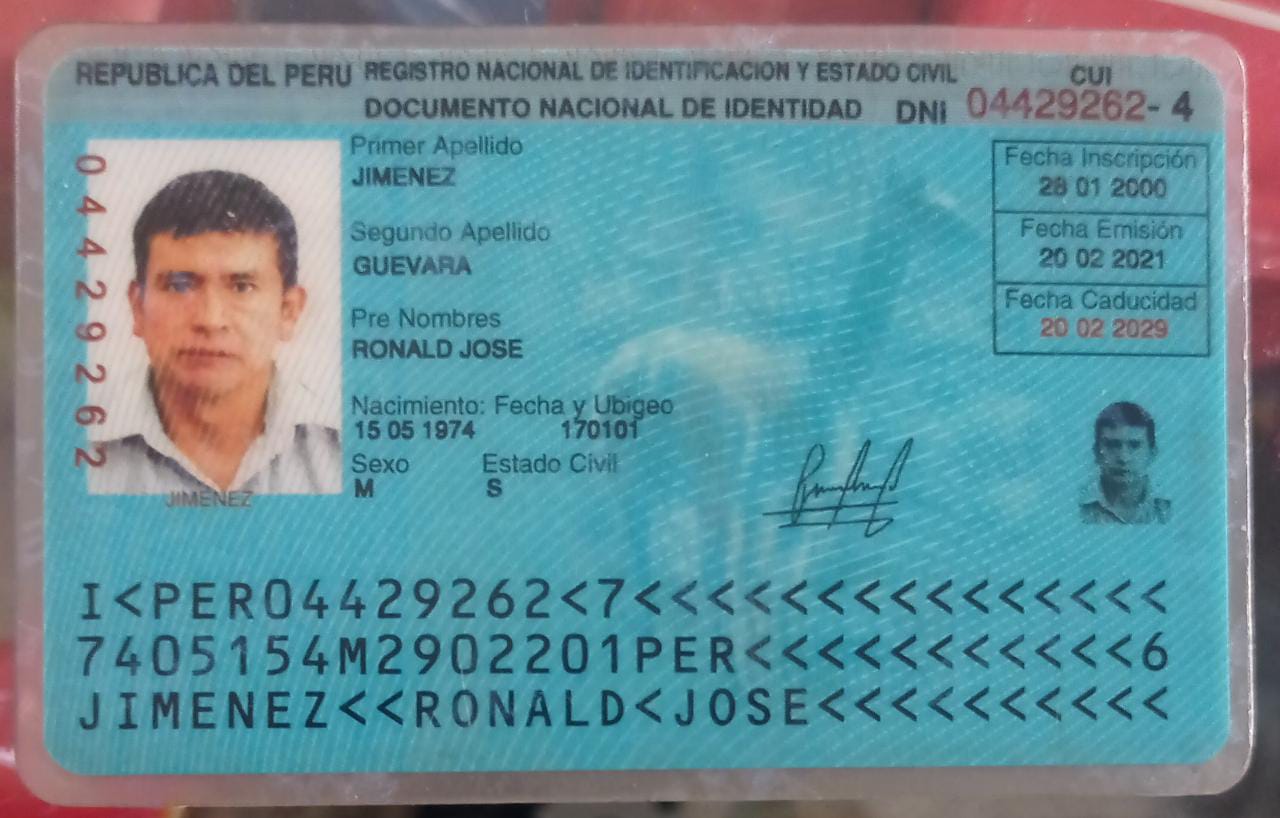 REPUBLICA DEL PERU REGISTRO NACIONAL DE IDENTIFICACION Y ESTADO CIVIL CUI
DOCUMENTO NACIONAL DE IDENTIDAD DNI 04429262-4
04429262
JIMENEZ
Primer Apellido
JIMENEZ
Segundo Apellido
GUEVARA
Pre Nombres
RONALD JOSE
Nacimiento: Fecha y Ubigeo
15 05 1974 170101
Sexo Estado Civil
M S
Fecha Inscripción
28 01 2000
Fecha Emisión
20 02 2021
Fecha Caducidad
20 02 2029
I<PER04429262<7<<<<<<<<<<<<<<<
7405154M2902201PER<<<<<<<<<<<6
JIMENEZ<<RONALD<JOSE<<<<<<<<<<